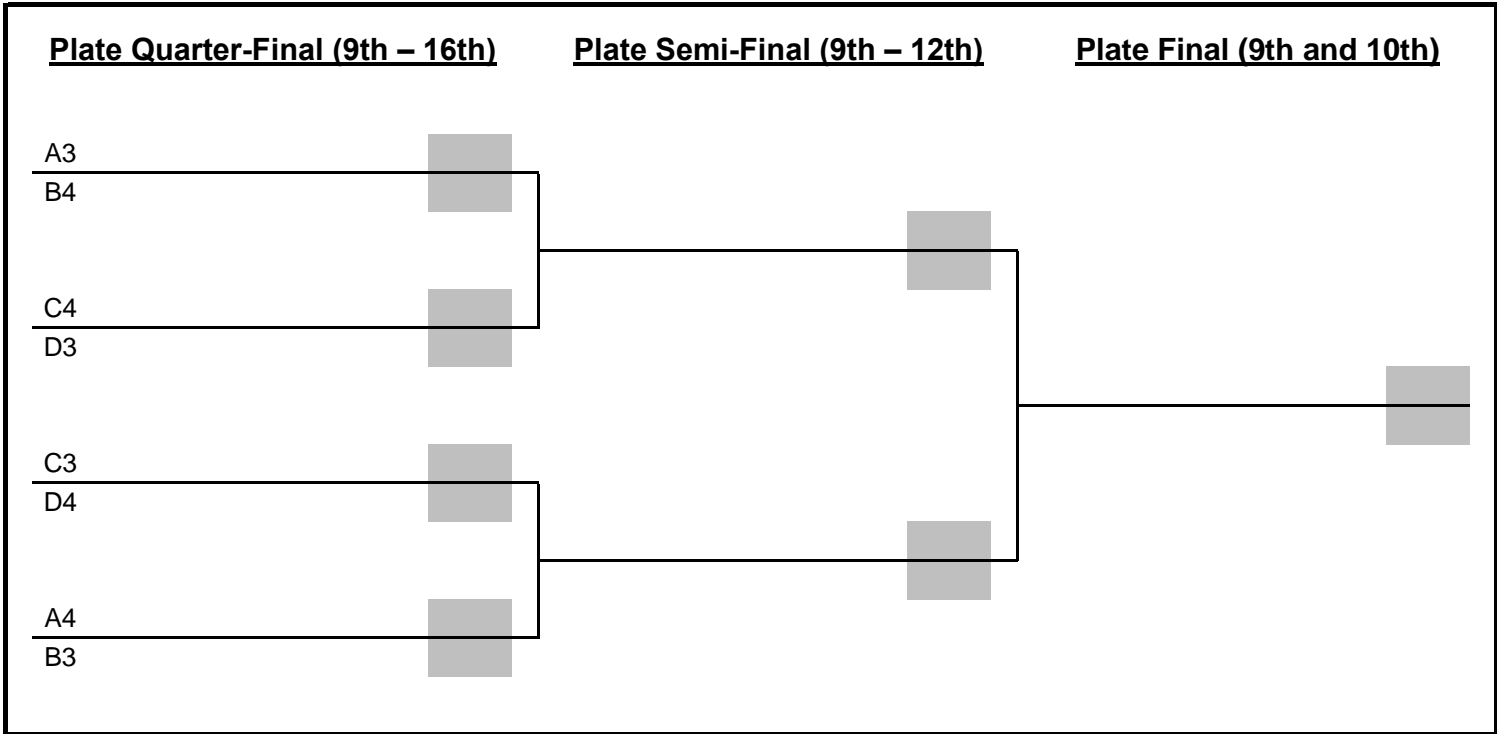 Plate Quarter-Final (9th – 16th) Plate Semi-Final (9th – 12th) Plate Final (9th and 10th)
A3
B4
C4
D3
C3
D4
A4
B3